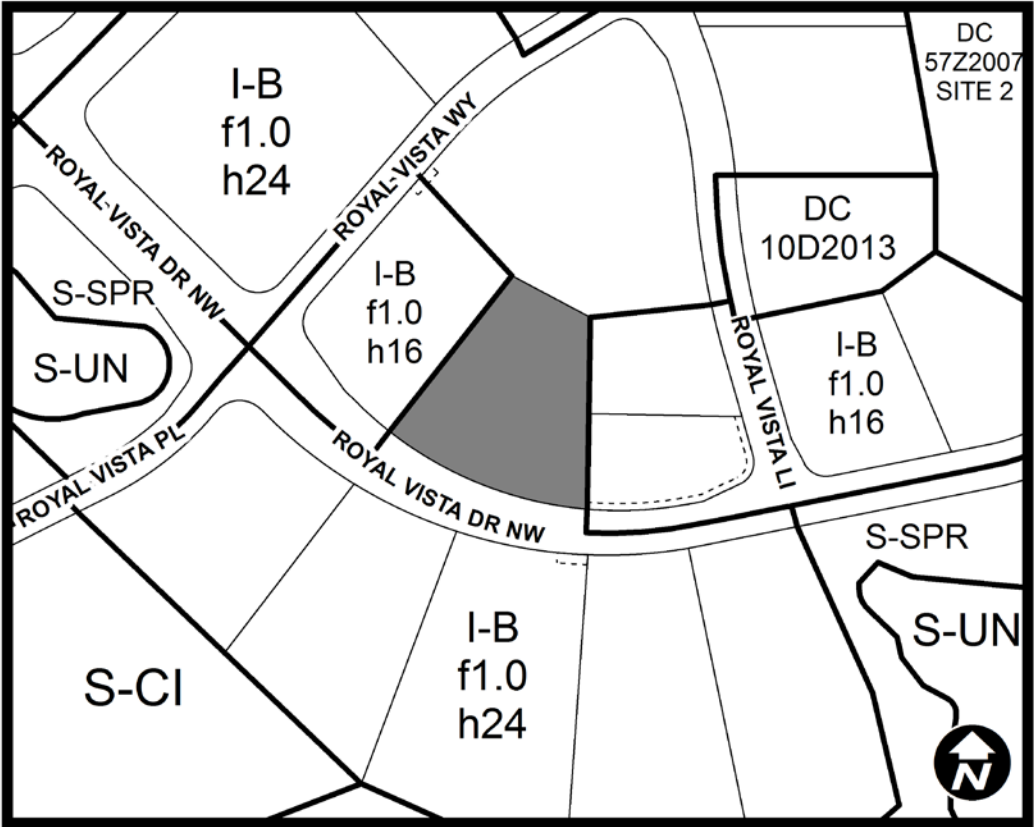 DC
57Z2007
SITE 2
I-B
f1.0
h24
ROYAL VISTA WY
ROYAL VISTA DR NW
DC
10D2013
I-B
f1.0
h16
S-SPR
S-UN
ROYAL VISTA LI
I-B
f1.0
h16
ROYAL VISTA PL
ROYAL VISTA DR NW
S-SPR
S-UN
I-B
f1.0
h24
S-CI
N